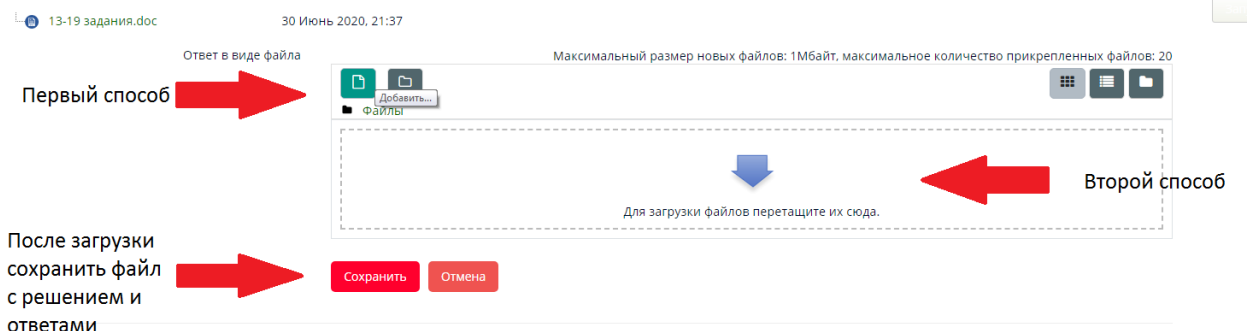 13-19 задания.doc 30 Июнь 2020, 21:37
Ответ в виде файла Максимальный размер новых файлов: 1Мбайт, максимальное количество прикрепленных файлов: 20
Первый способ
Добавить...
Файлы
Второй способ
Для загрузки файлов перетащите их сюда.
После загрузки
сохранить файл
с решением и
ответами
Сохранить Отмена